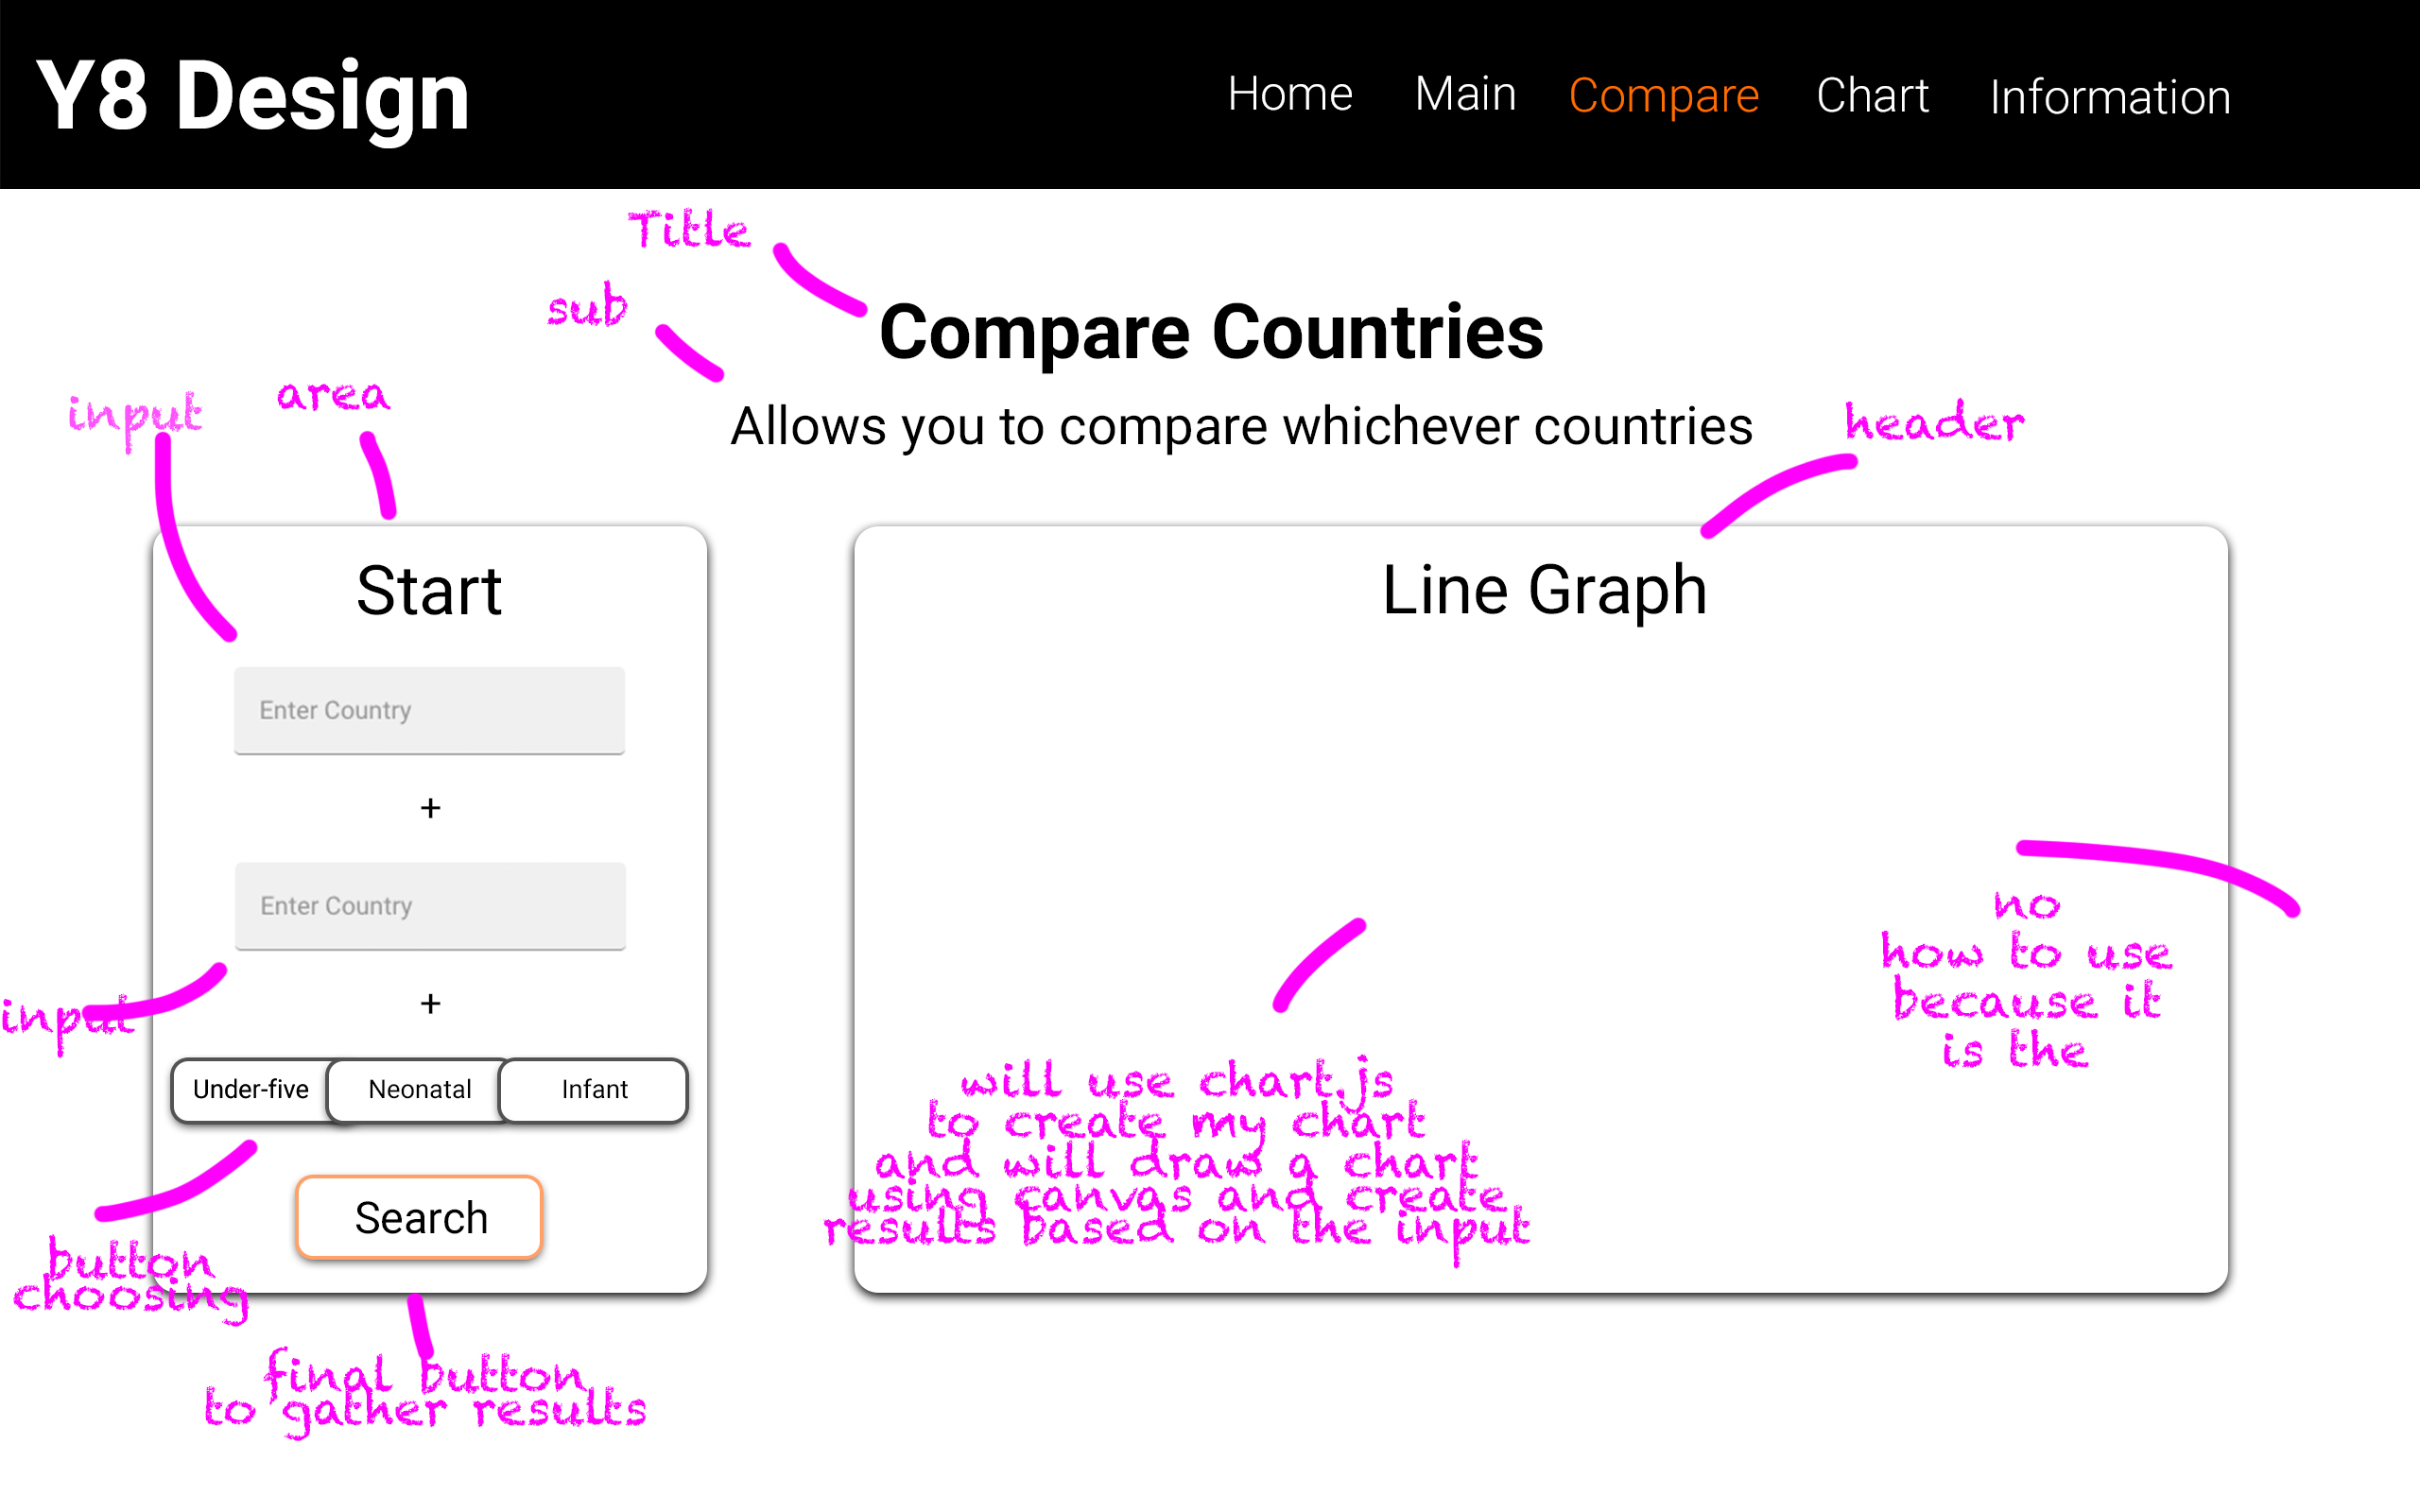 Y8 Design
Home Main Compare Chart Information
Title
sub
Compare Countries
input
area
Allows you to compare whichever countries
header
Start
Line Graph
Enter Country
+
Enter Country
no
how to use
because it
is the
input
+
Under-five Neonatal Infant
will use chart.js
to create my chart
and will draw a chart
using canvas and create
results based on the input
Search
button
choosing
final button
to gather results